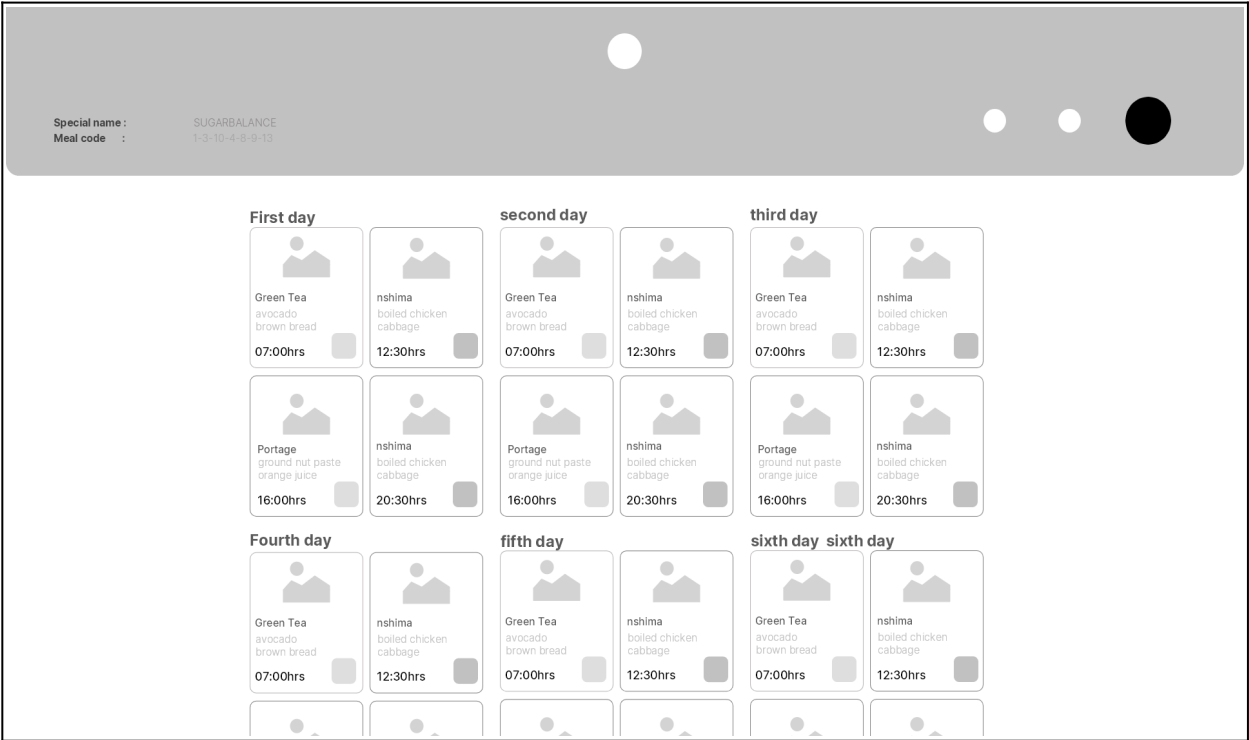 Special name : SUGARBALANCE
Meal code : 1-3-10-4-8-9-13
First day
second day
third day
Green Tea
avocado
brown bread
07:00hrs
nshima
boiled chicken
cabbage
12:30hrs
Green Tea
avocado
brown bread
07:00hrs
nshima
boiled chicken
cabbage
12:30hrs
Green Tea
avocado
brown bread
07:00hrs
nshima
boiled chicken
cabbage
12:30hrs
Portage
ground nut paste
orange juice
16:00hrs
nshima
boiled chicken
cabbage
20:30hrs
Portage
ground nut paste
orange juice
16:00hrs
nshima
boiled chicken
cabbage
20:30hrs
Portage
ground nut paste
orange juice
16:00hrs
nshima
boiled chicken
cabbage
20:30hrs
Fourth day
fifth day
sixth day sixth day
Green Tea
avocado
brown bread
07:00hrs
nshima
boiled chicken
cabbage
12:30hrs
Green Tea
avocado
brown bread
07:00hrs
nshima
boiled chicken
cabbage
12:30hrs
Green Tea
avocado
brown bread
07:00hrs
nshima
boiled chicken
cabbage
12:30hrs